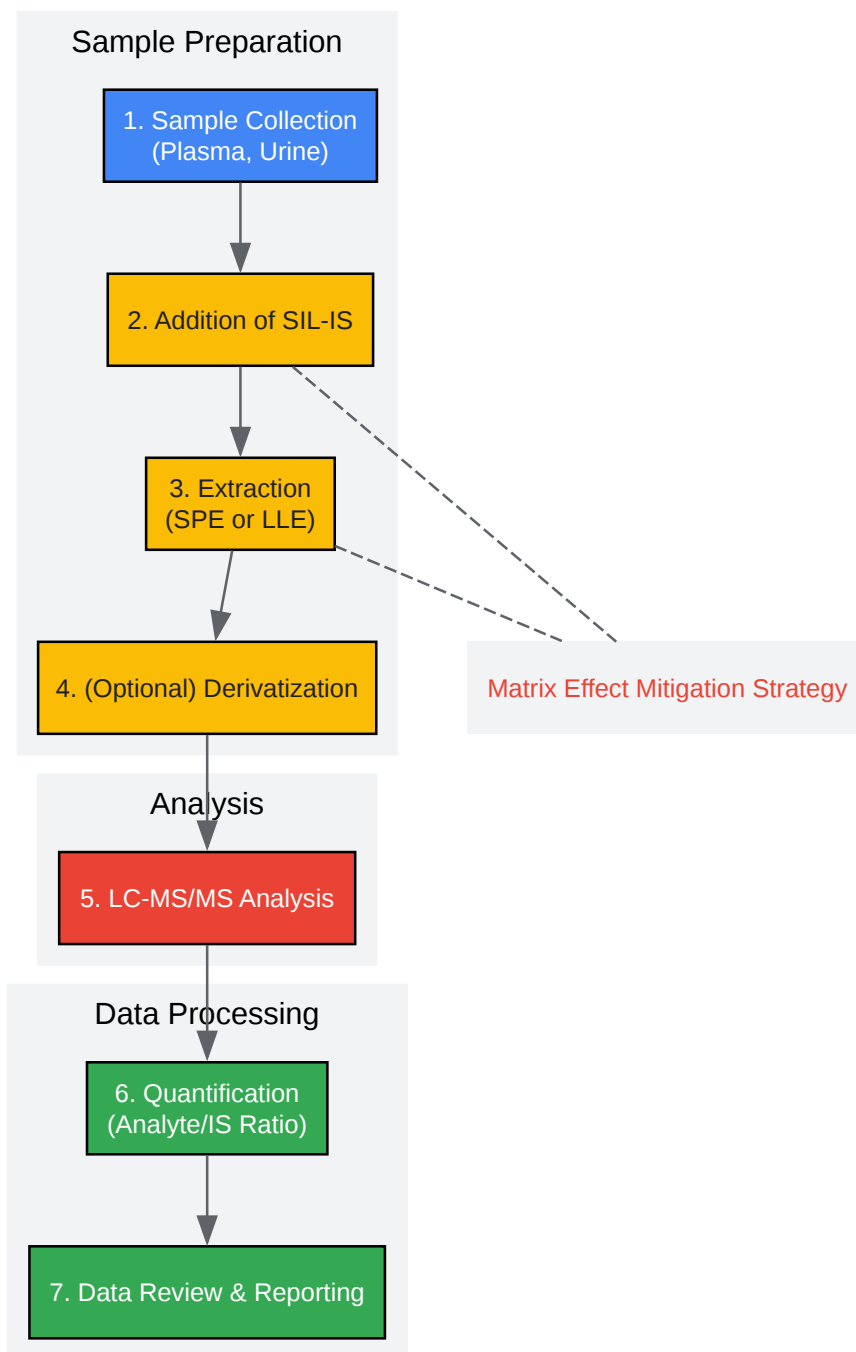 Sample Preparation
1. Sample Collection
(Plasma, Urine)
2. Addition of SIL-IS
3. Extraction
(SPE or LLE)
4. (Optional) Derivatization
Matrix Effect Mitigation Strategy
Analysis
5. LC-MS/MS Analysis
Data Processing
6. Quantification
(Analyte/IS Ratio)
7. Data Review & Reporting